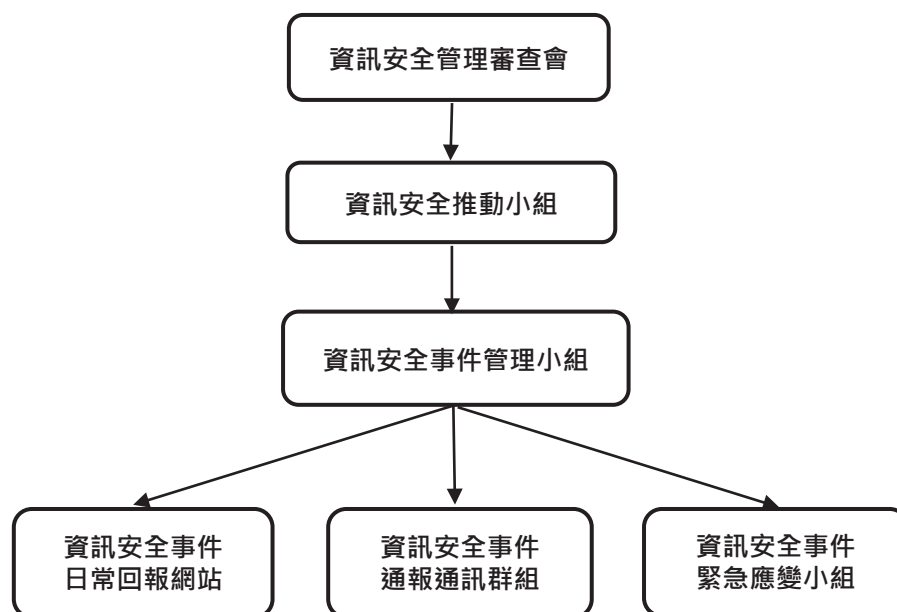 資訊安全管理審查會
資訊安全推動小組
資訊安全事件管理小組
資訊安全事件
日常回報網站
資訊安全事件
通報通訊群組
資訊安全事件
緊急應變小組